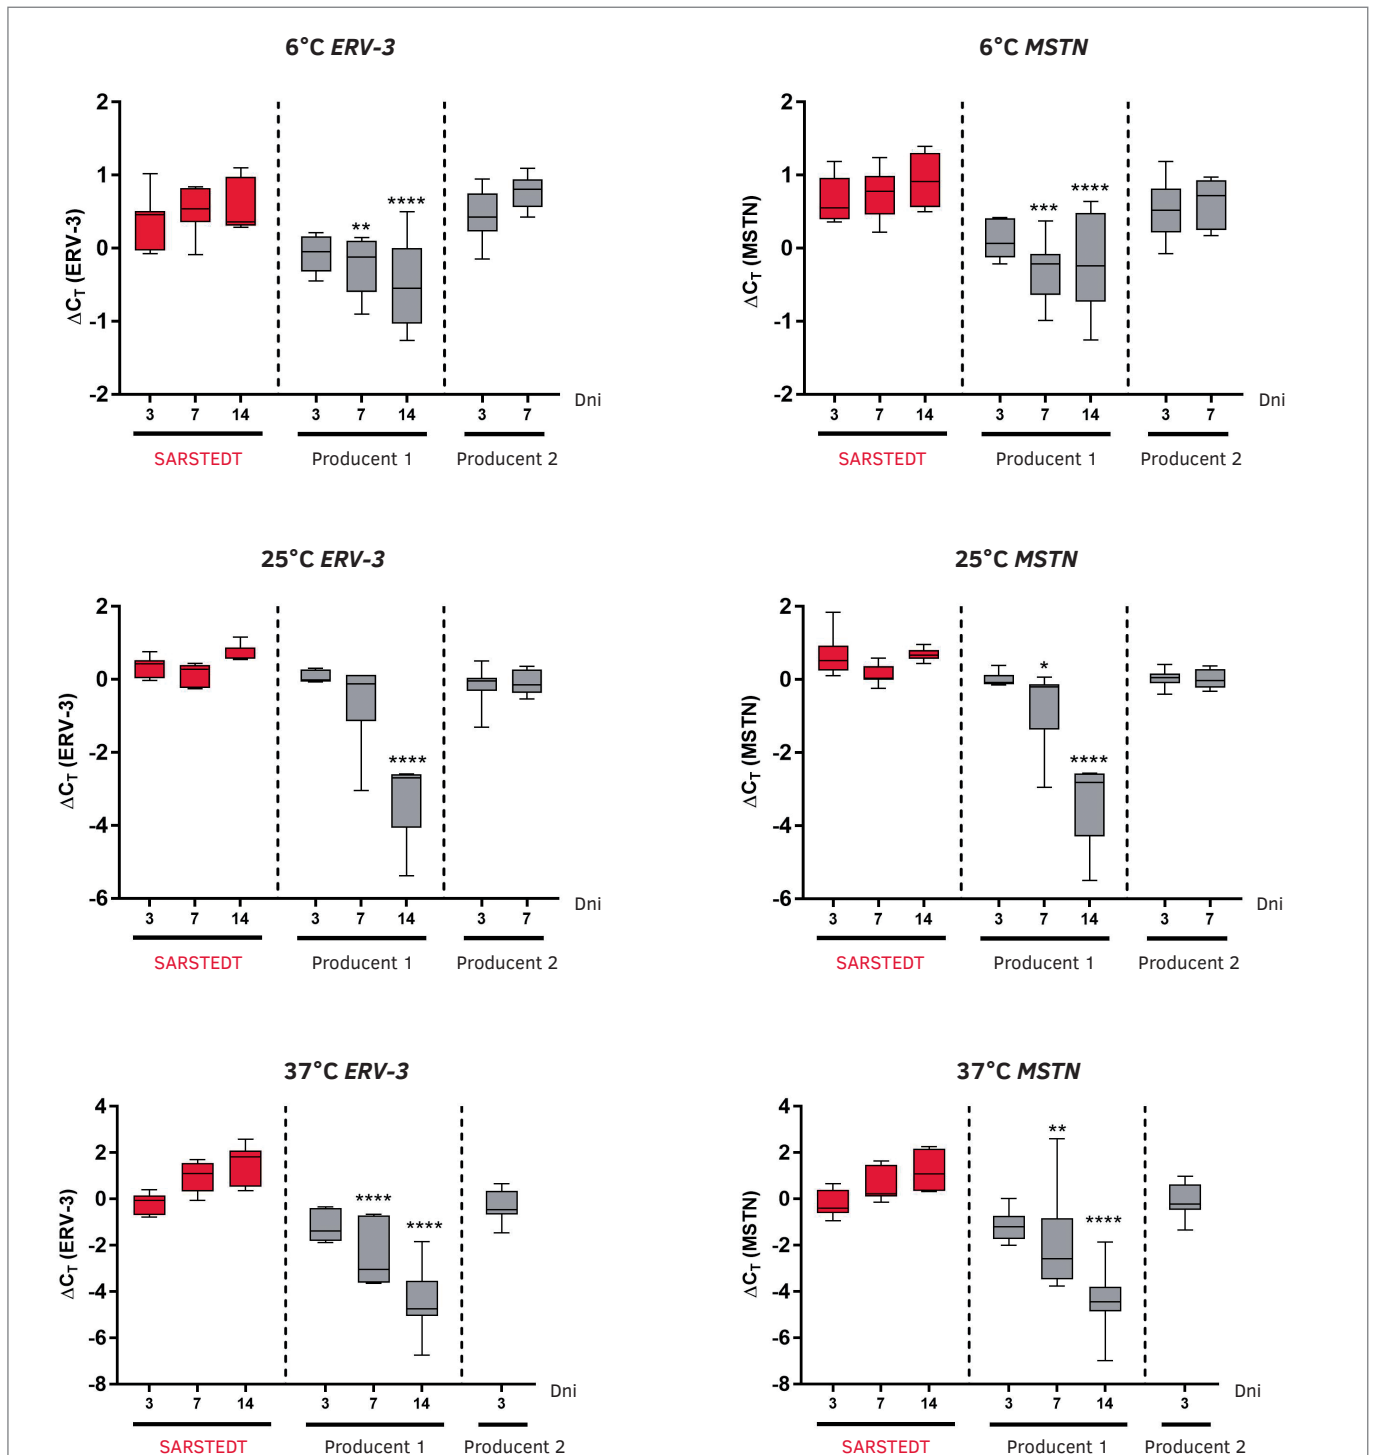 6°C ERV-3
2
1
0
-1
-2
ΔCT (ERV-3)
** ****
3 7 14 3 7 14 3 7 Dni
SARSTEDT Producent 1 Producent 2
6°C MSTN
2
1
0
-1
-2
ΔCT (MSTN)
*** ****
3 7 14 3 7 14 3 7 Dni
SARSTEDT Producent 1 Producent 2
25°C ERV-3
2
0
-2
-4
-6
ΔCT (ERV-3)
****
3 7 14 3 7 14 3 7 Dni
SARSTEDT Producent 1 Producent 2
25°C MSTN
2
0
-2
-4
-6
ΔCT (MSTN)
* ****
3 7 14 3 7 14 3 7 Dni
SARSTEDT Producent 1 Producent 2
37°C ERV-3
4
2
0
-2
-4
-6
-8
ΔCT (ERV-3)
**** ****
3 7 14 3 7 14 3 Dni
SARSTEDT Producent 1 Producent 2
37°C MSTN
4
2
0
-2
-4
-6
-8
ΔCT (MSTN)
** ****
3 7 14 3 7 14 3 Dni
SARSTEDT Producent 1 Producent 2